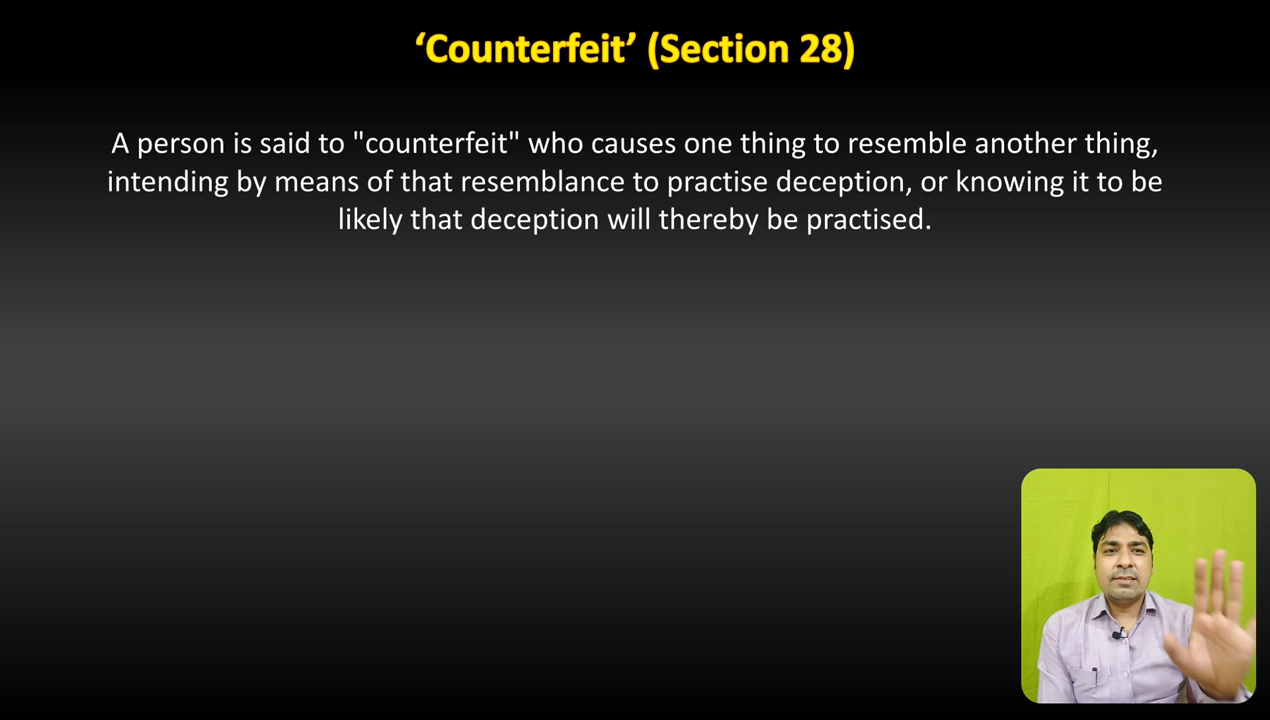 ‘Counterfeit’ (Section 28)
A person is said to "counterfeit" who causes one thing to resemble another thing,
intending by means of that resemblance to practise deception, or knowing it to be
likely that deception will thereby be practised.